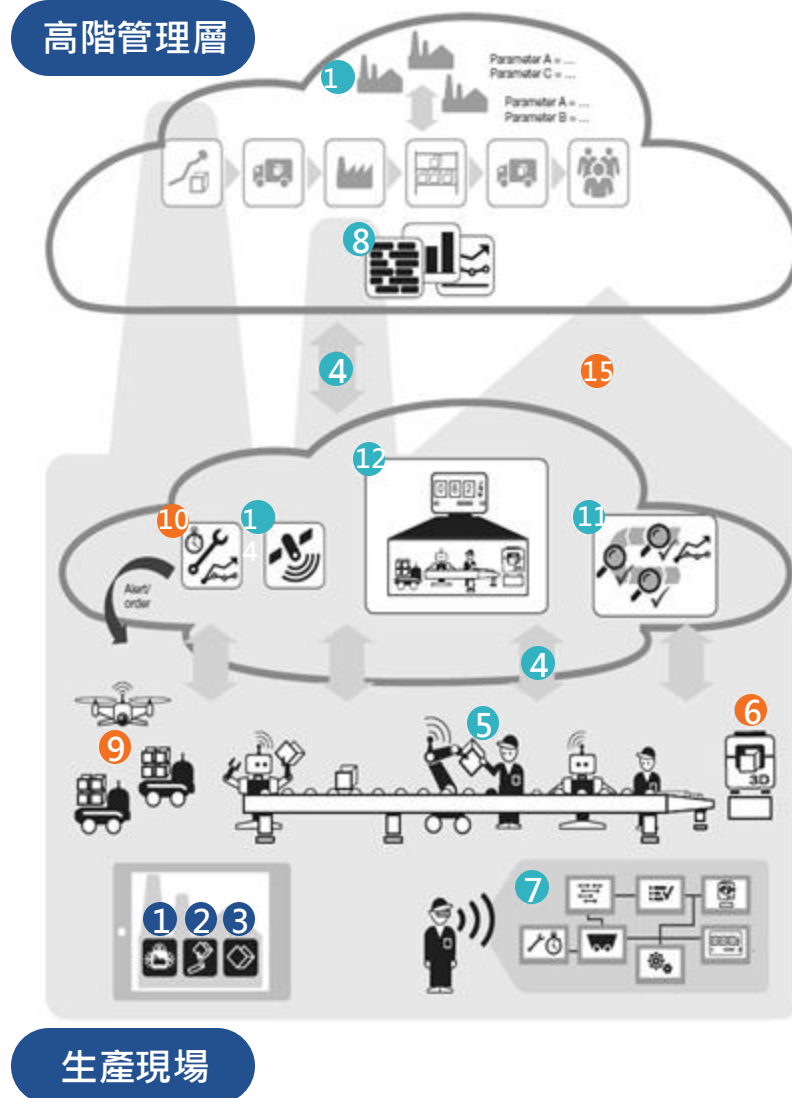 高階管理層
1
Parameter A = ...
Parameter C = ...
Parameter A = ...
Parameter B = ...
8
4
15
12
10
1
4
11
Alert/
order
4
5
6
9
3D
7
1 2 3
生產現場